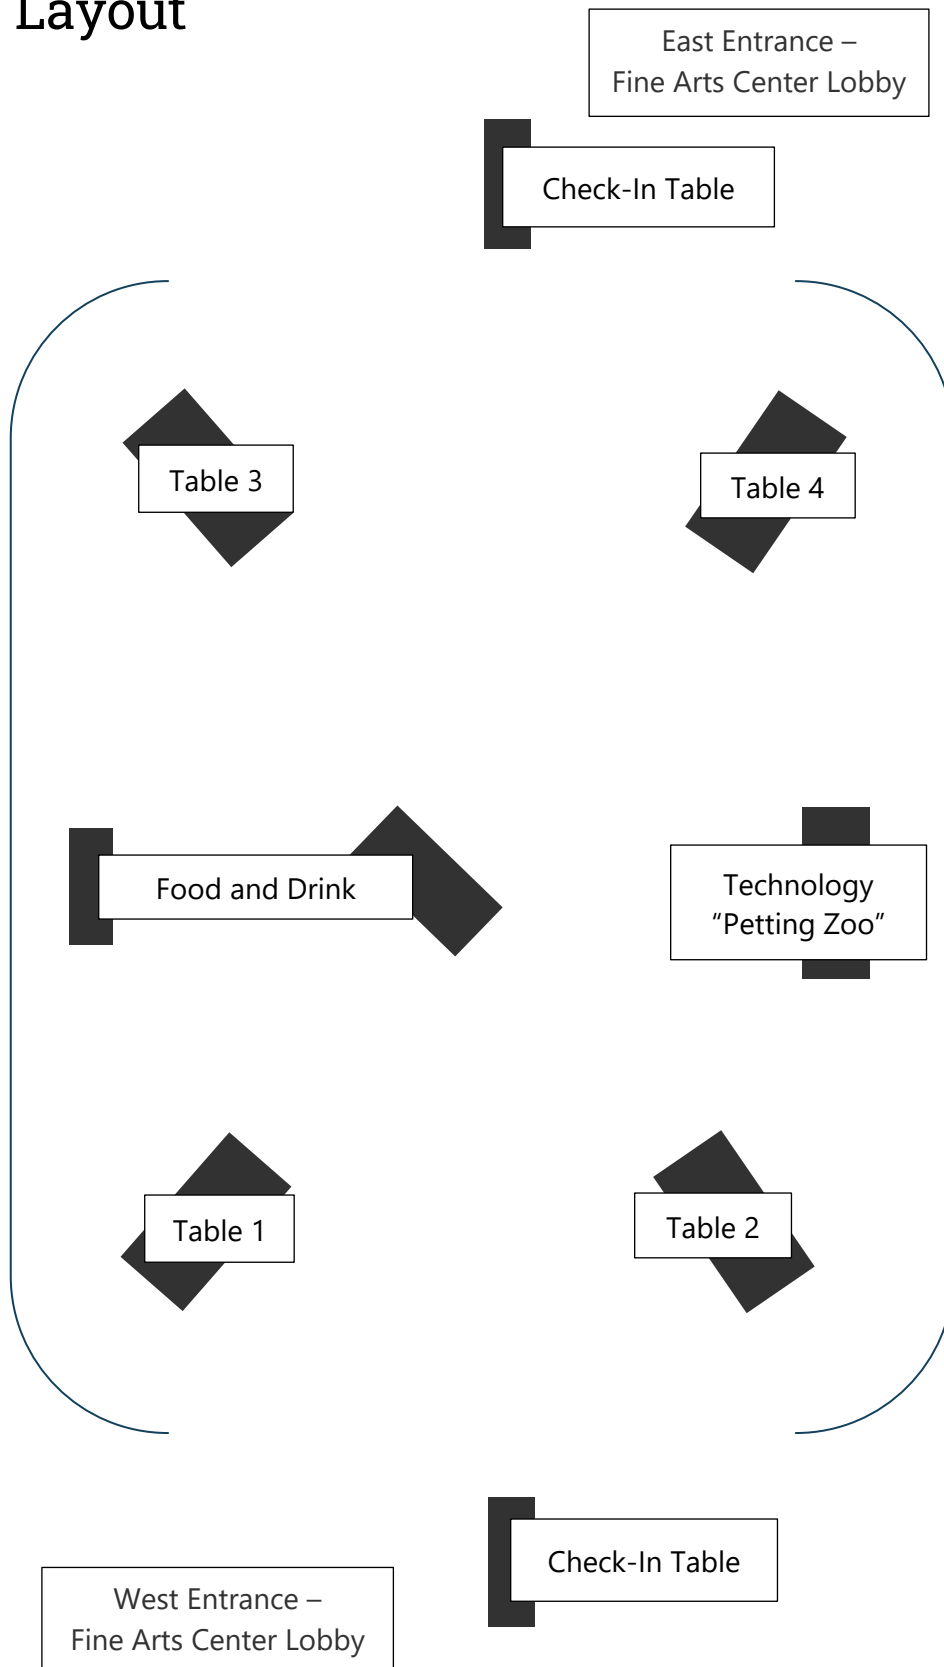 Layout
East Entrance –
Fine Arts Center Lobby
Check-In Table
Table 3
Table 4
Food and Drink
Technology
“Petting Zoo”
Table 1
Table 2
Check-In Table
West Entrance –
Fine Arts Center Lobby